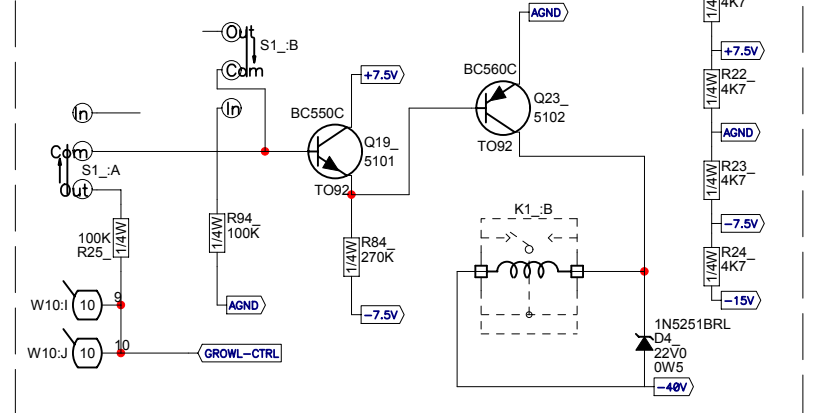 AGND
4K7
1/4W
Out
S1_:B
Com
+7.5V
+7.5V
BC560C
R22_
4K7
1/4W
In
In
BC550C
Q23_
5102
AGND
Q19_
5101
TO92
Com
S1_:A
Out
TO92
R23_
4K7
1/4W
K1_:B
R94_
100K
1/4W
-7.5V
100K
R25_
1/4W
R84_
270K
1/4W
R24_
4K7
1/4W
W10:I
10
9
AGND
-7.5V
-15V
1N5251BRL
D4_
22V0
0W5
W10:J
10
10
GROWL-CTRL
-40V